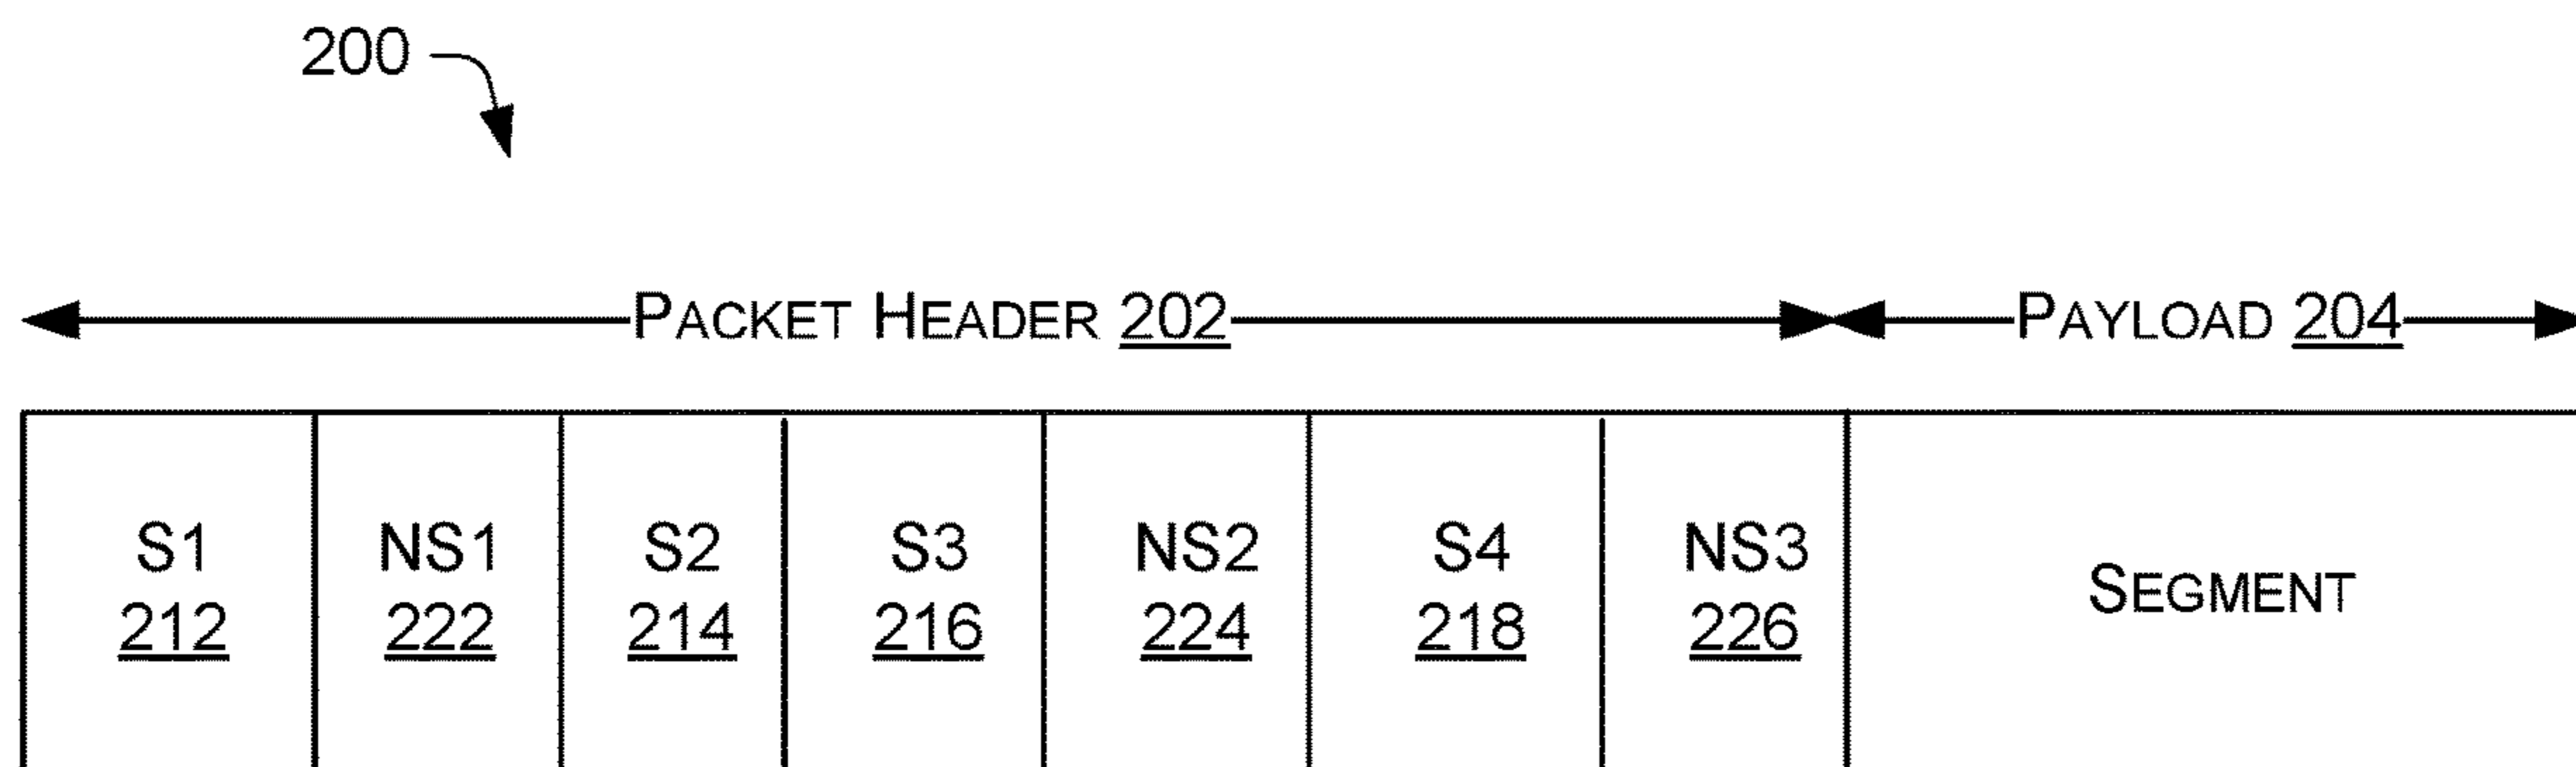 200
PACKET HEADER 202 PAYLOAD 204
S1 NS1 S2 S3 NS2 S4 NS3 SEGMENT
212 222 214 216 224 218 226